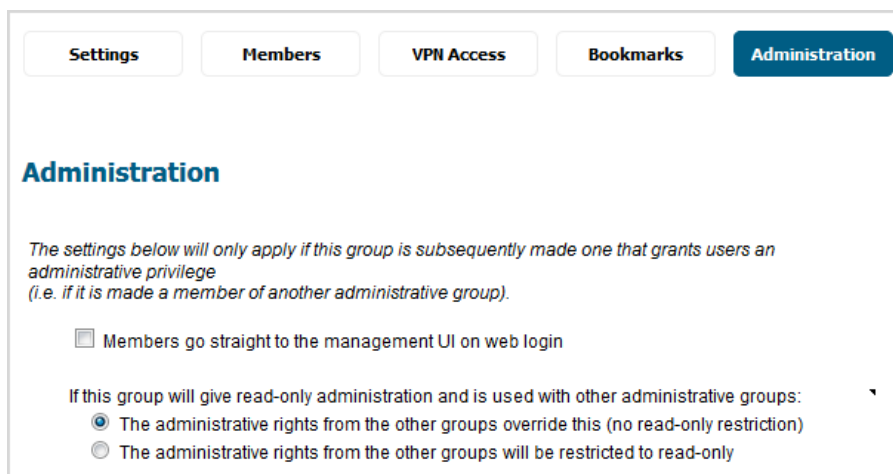 Settings Members VPN Access Bookmarks Administration
Administration
The settings below will only apply if this group is subsequently made one that grants users an
administrative privilege
(i.e. if it is made a member of another administrative group).
Members go straight to the management UI on web login
If this group will give read-only administration and is used with other administrative groups:
The administrative rights from the other groups override this (no read-only restriction)
The administrative rights from the other groups will be restricted to read-only